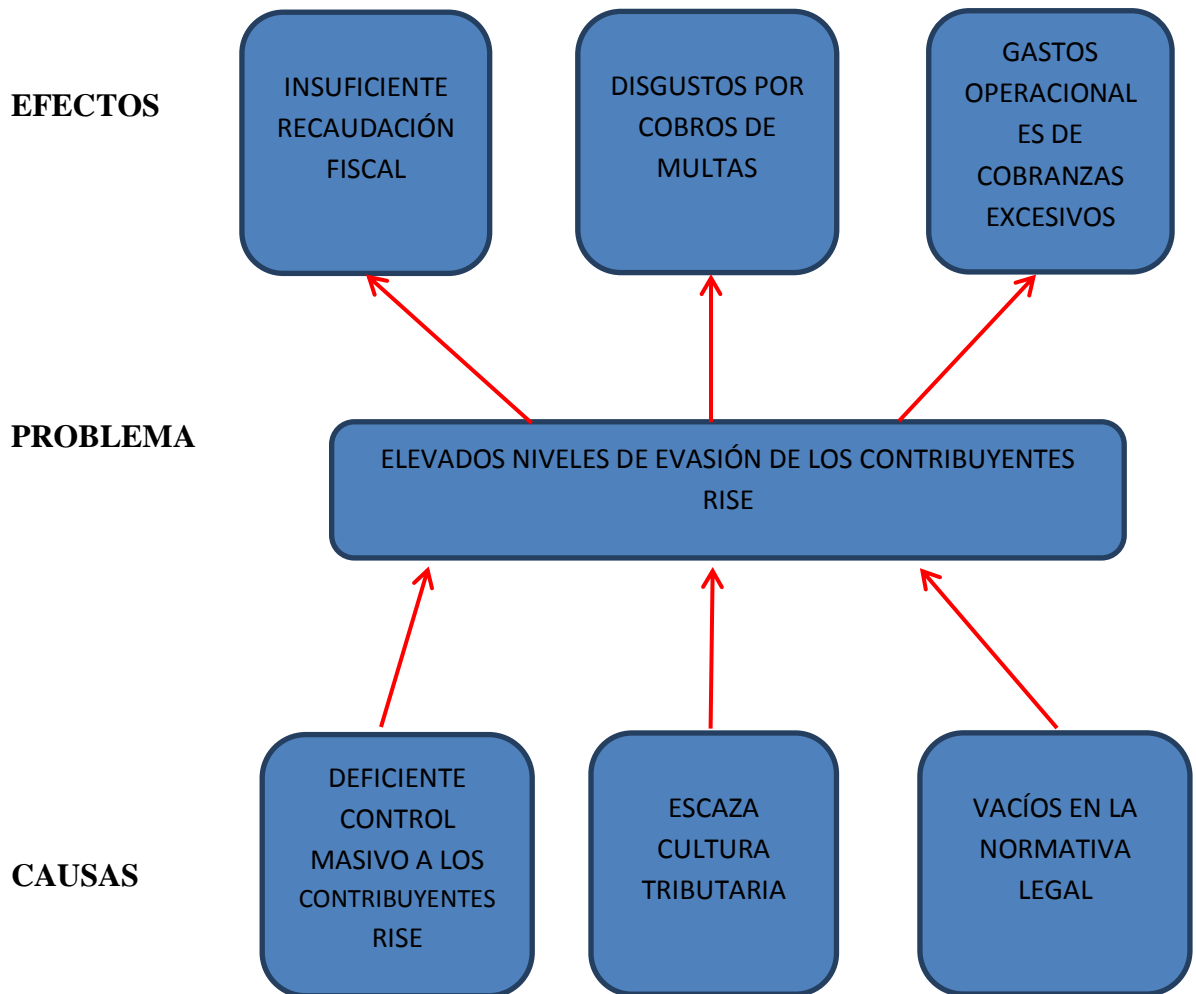 EFECTOS
INSUFICIENTE
RECAUDACIÓN
FISCAL
DISGUSTOS POR
COBROS DE
MULTAS
GASTOS
OPERACIONAL
ES DE
COBRANZAS
EXCESIVOS
PROBLEMA
ELEVADOS NIVELES DE EVASIÓN DE LOS CONTRIBUYENTES
RISE
CAUSAS
DEFICIENTE
CONTROL
MASIVO A LOS
CONTRIBUYENTES
RISE
ESCAZA
CULTURA
TRIBUTARIA
VACÍOS EN LA
NORMATIVA
LEGAL